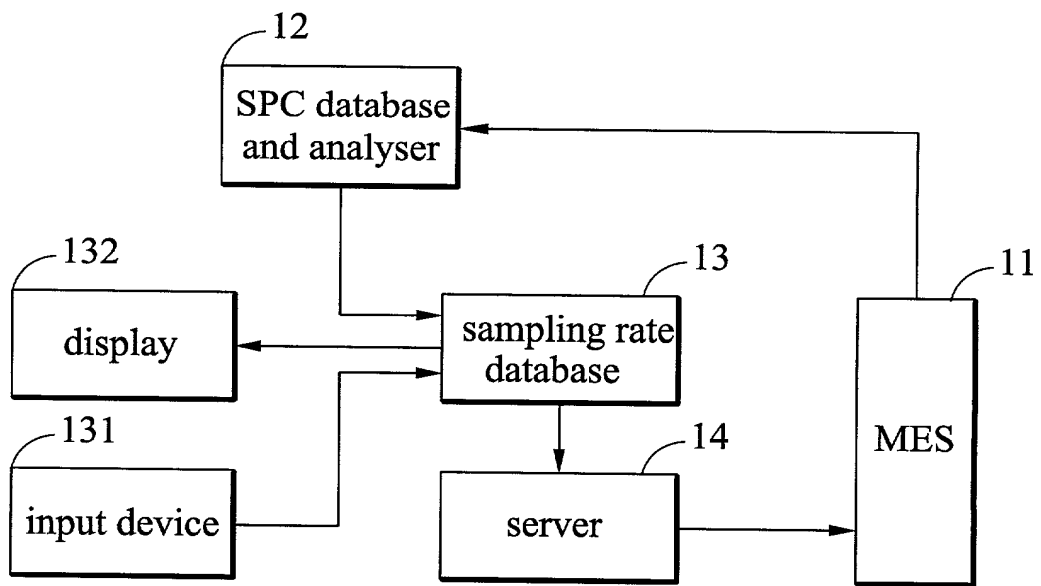 12
SPC database
and analyser
132
display
13
sampling rate
database
11
MES
131
input device
14
server